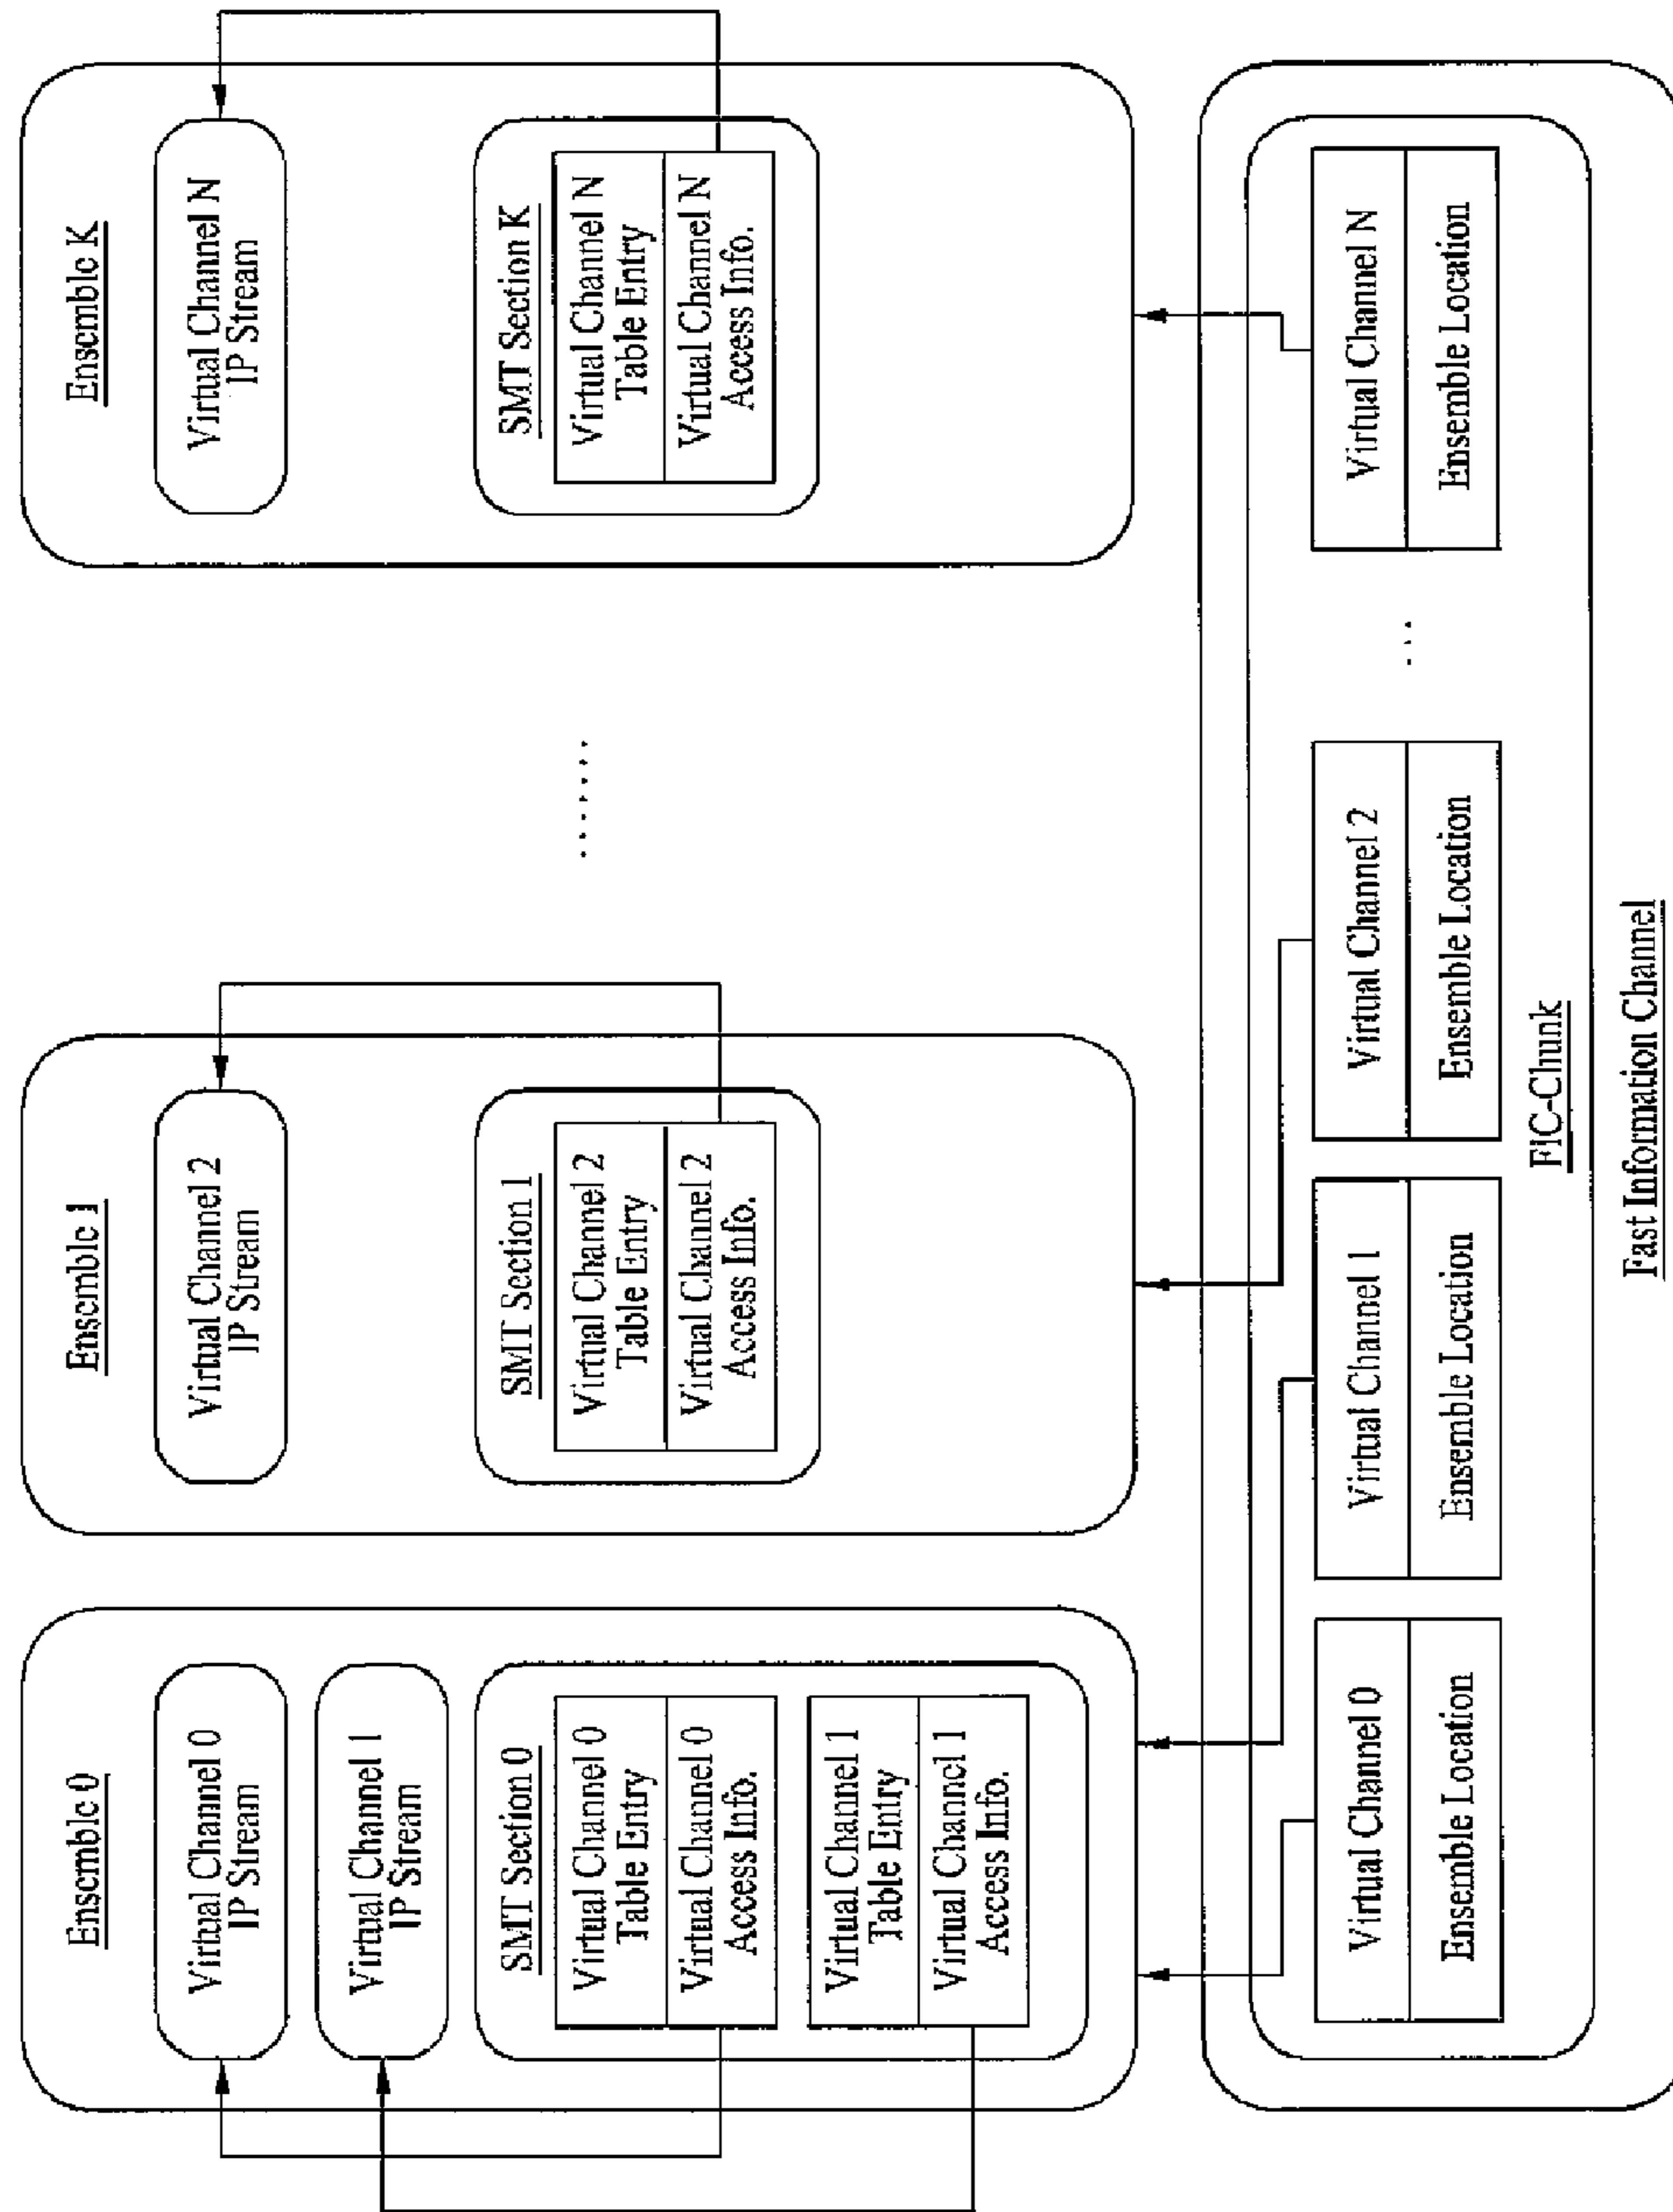 Ensemble 0
Virtual Channel 0
IP Stream
Virtual Channel 1
IP Stream
SMT Section 0
Virtual Channel 0
Table Entry
Virtual Channel 0
Access Info.
Virtual Channel 1
Table Entry
Virtual Channel 1
Access Info.
Ensemble 1
Virtual Channel 2
IP Stream
SMT Section 1
Virtual Channel 2
Table Entry
Virtual Channel 2
Access Info.
........
Ensemble K
Virtual Channel N
IP Stream
SMT Section K
Virtual Channel N
Table Entry
Virtual Channel N
Access Info.
Virtual Channel 0
Ensemble Location
Virtual Channel 1
Ensemble Location
Virtual Channel 2
Ensemble Location
...
Virtual Channel N
Ensemble Location
FIC-Chunk
Fast Information Channel